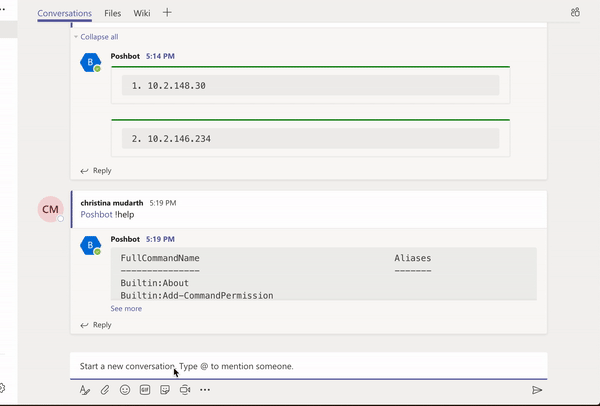 Conversations Files Wiki
Collapse all
B Poshbot 5:14 PM
1. 10.2.148.30
2. 10.2.146.234
Reply
CM christina mudarth 5:19 PM
Poshbot !help
B Poshbot 5:19 PM
FullCommandName Aliases
--------------- -------
Builtin:About
Builtin:Add-CommandPermission
See more
Reply
Start a new conversation. Type @ to mention someone.
GIF